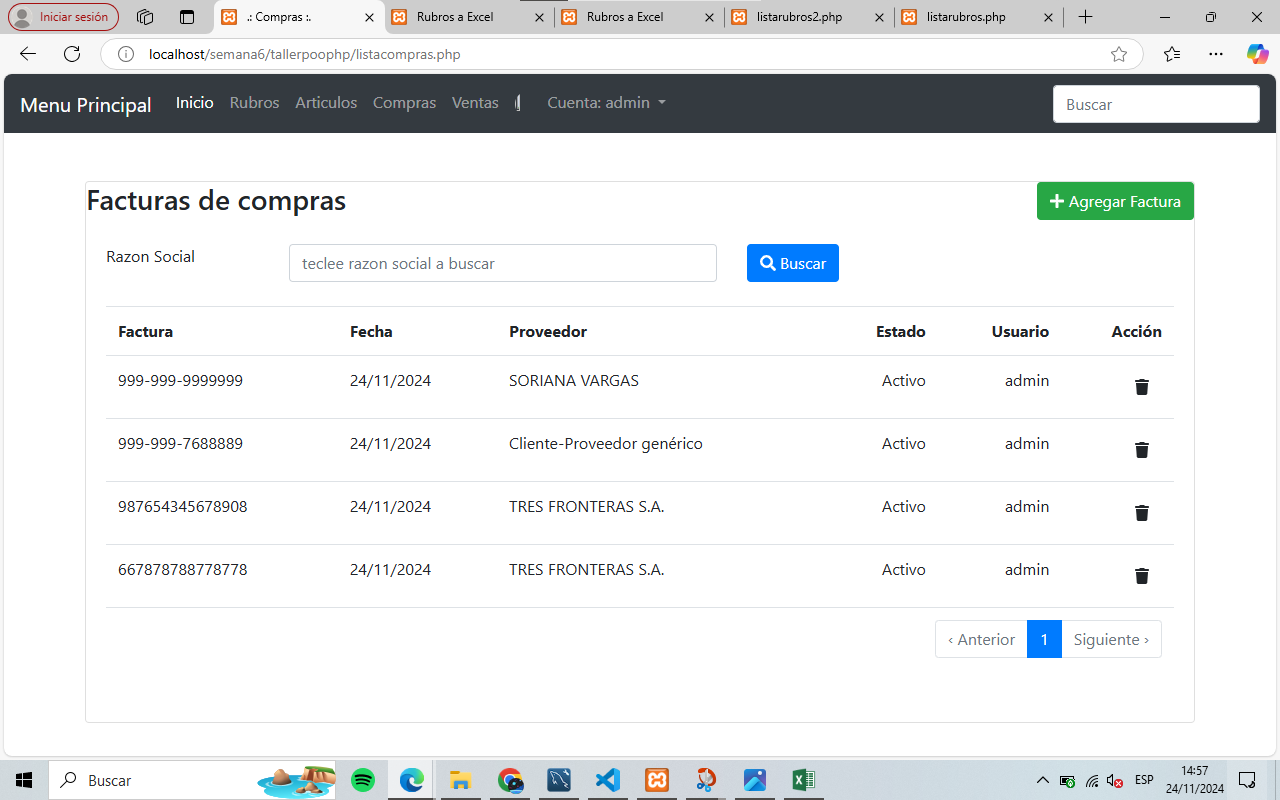 Iniciar sesión
.: Compras :.
Rubros a Excel
Rubros a Excel
listarubros2.php
listarubros.php
localhost/semana6/tallerpoophp/listacompras.php
Menu Principal Inicio Rubros Articulos Compras Ventas Cuenta: admin Buscar
Facturas de compras
Agregar Factura
Razon Social teclee razon social a buscar Buscar
Factura Fecha Proveedor Estado Usuario Acción
999-999-9999999 24/11/2024 SORIANA VARGAS Activo admin
999-999-7688889 24/11/2024 Cliente-Proveedor genérico Activo admin
987654345678908 24/11/2024 TRES FRONTERAS S.A. Activo admin
667878788778778 24/11/2024 TRES FRONTERAS S.A. Activo admin
‹ Anterior 1 Siguiente ›
Buscar
ESP
14:57
24/11/2024